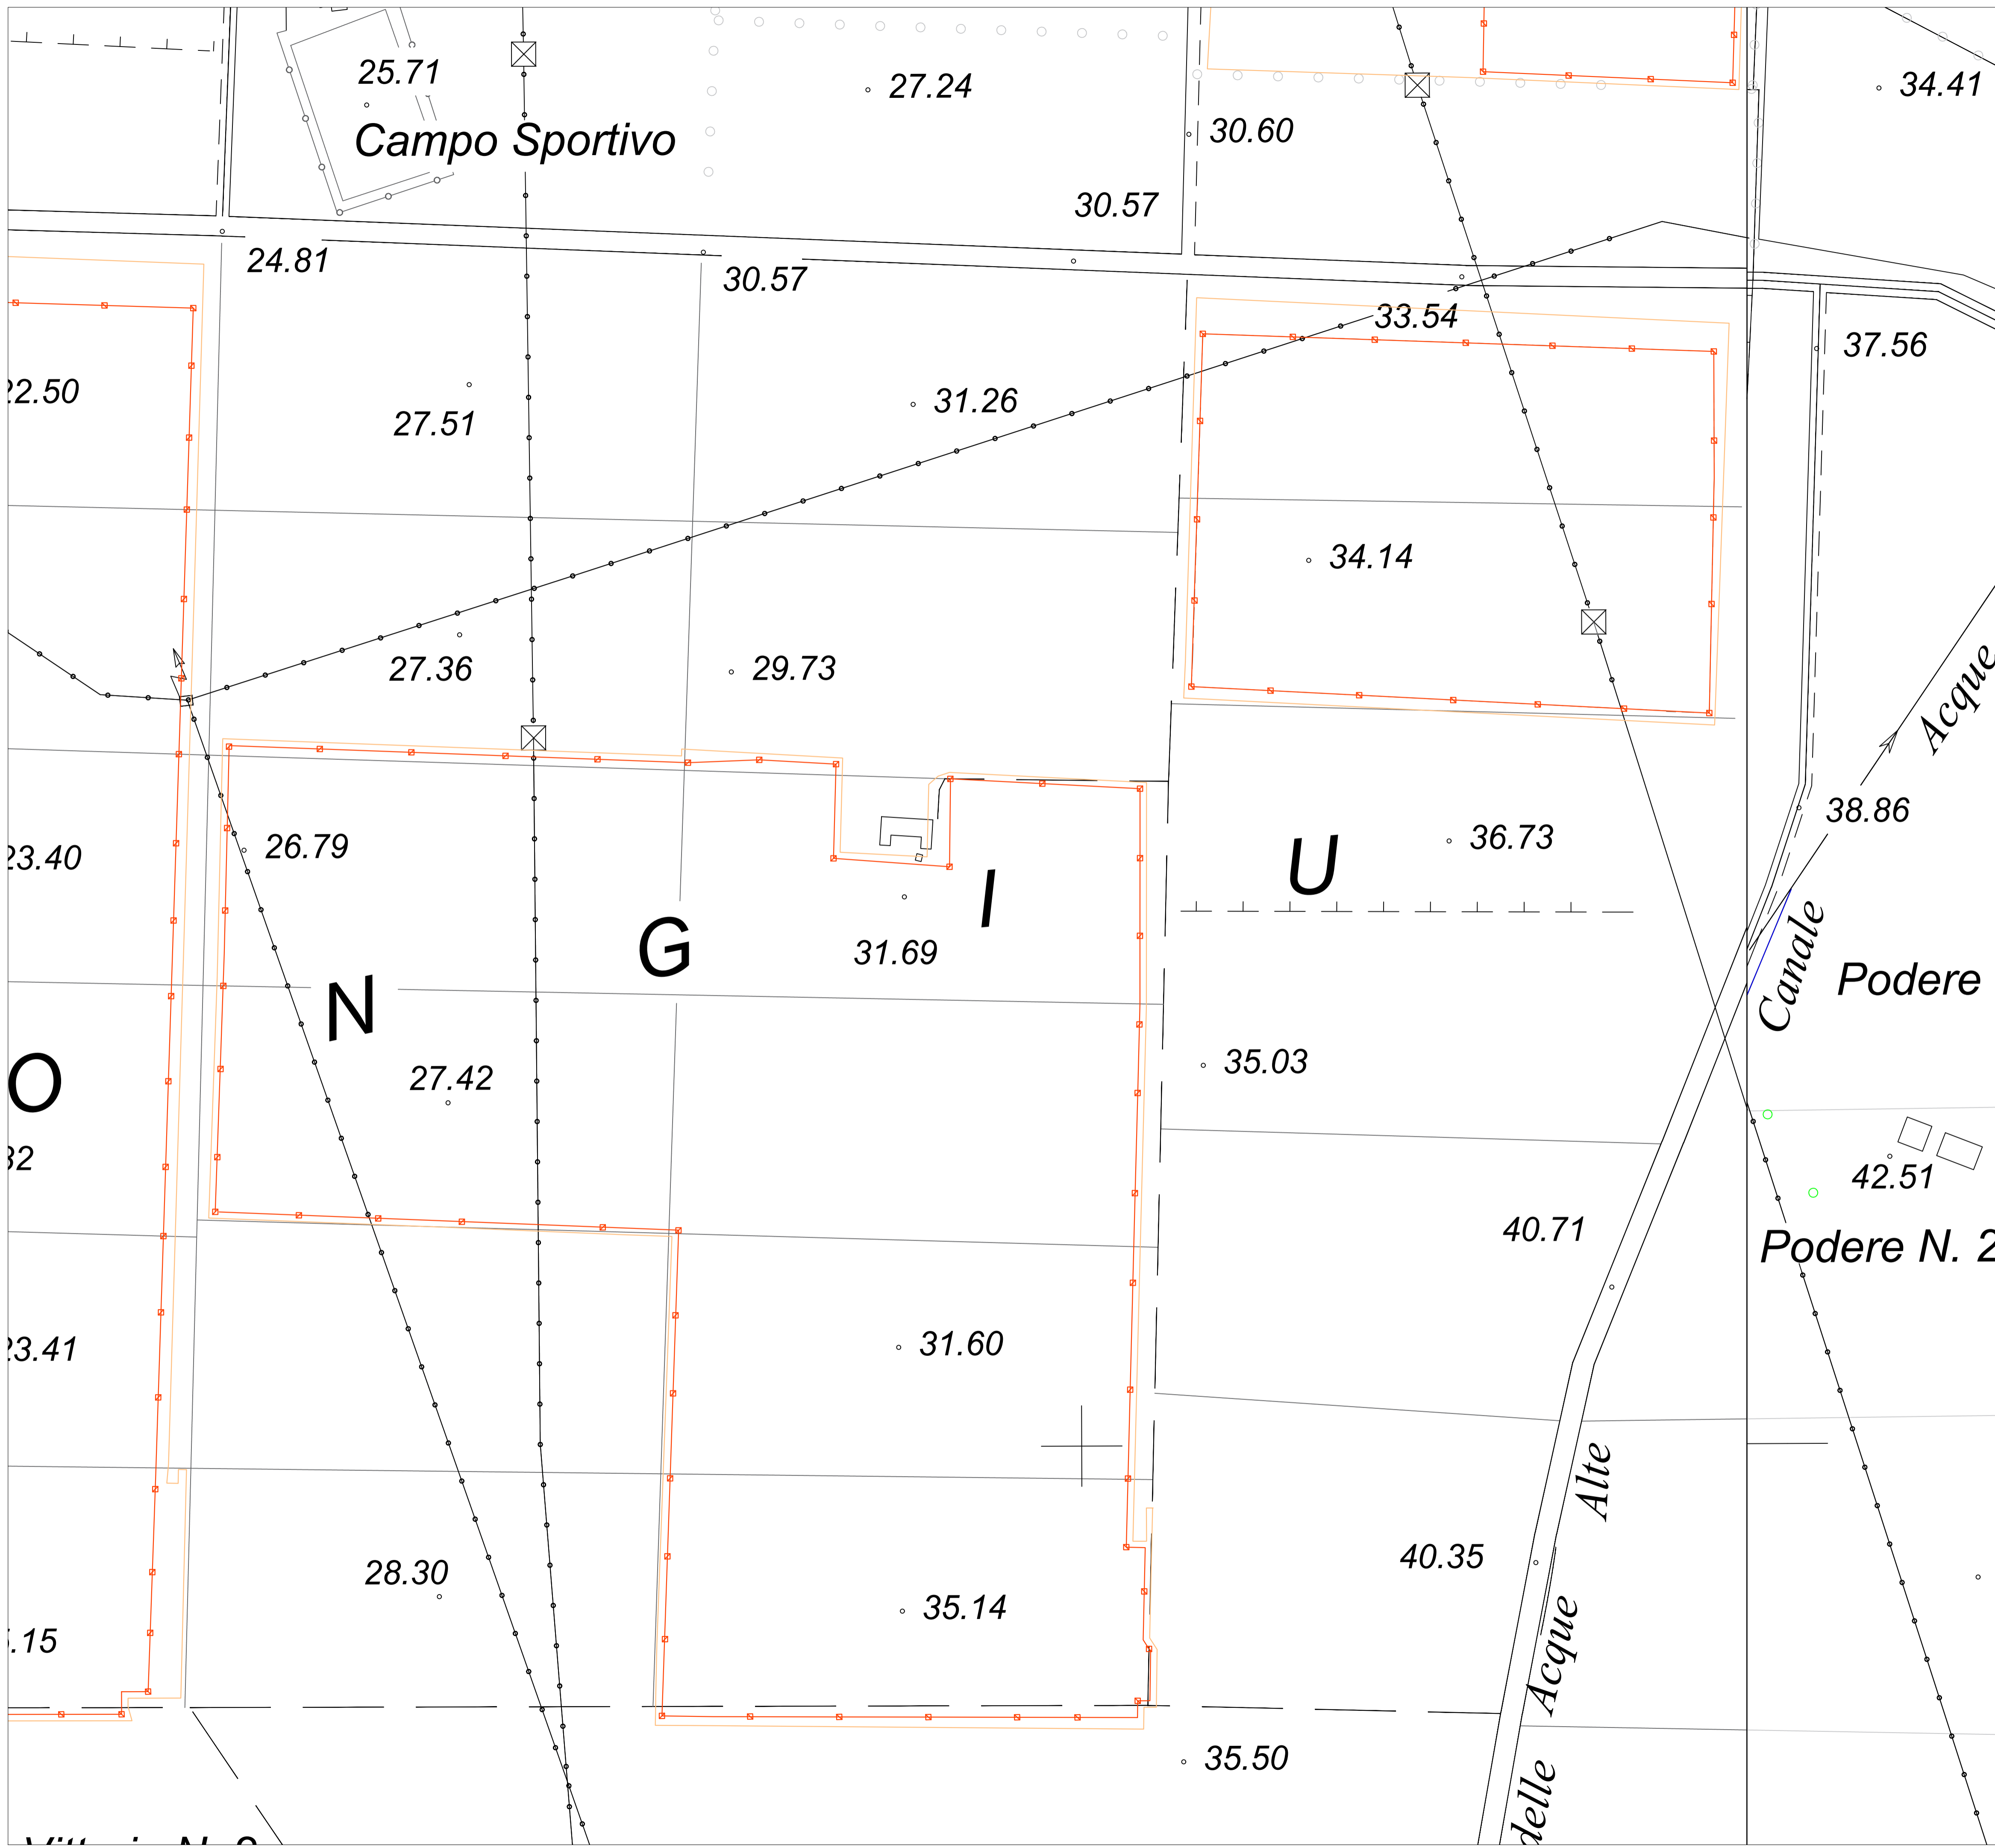 25.71
27.24
34.41
Campo Sportivo
30.60
30.57
24.81
30.57
33.54
37.56
31.26
27.51
34.14
27.36
29.73
Acque
38.86
26.79
36.73
U
I
G
31.69
N
Canale
Podere
35.03
27.42
O
42.51
40.71
Podere N. 2
31.60
Alte
40.35
28.30
35.14
Acque
35.50
delle